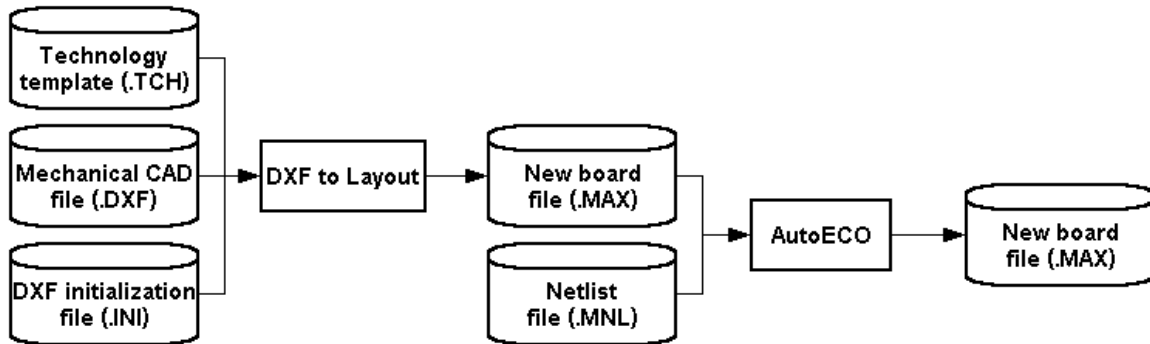 Technology
template (.TCH)
Mechanical CAD
file (.DXF)
DXF initialization
file (.INI)
DXF to Layout
New board
file (.MAX)
Netlist
file (.MNL)
AutoECO
New board
file (.MAX)